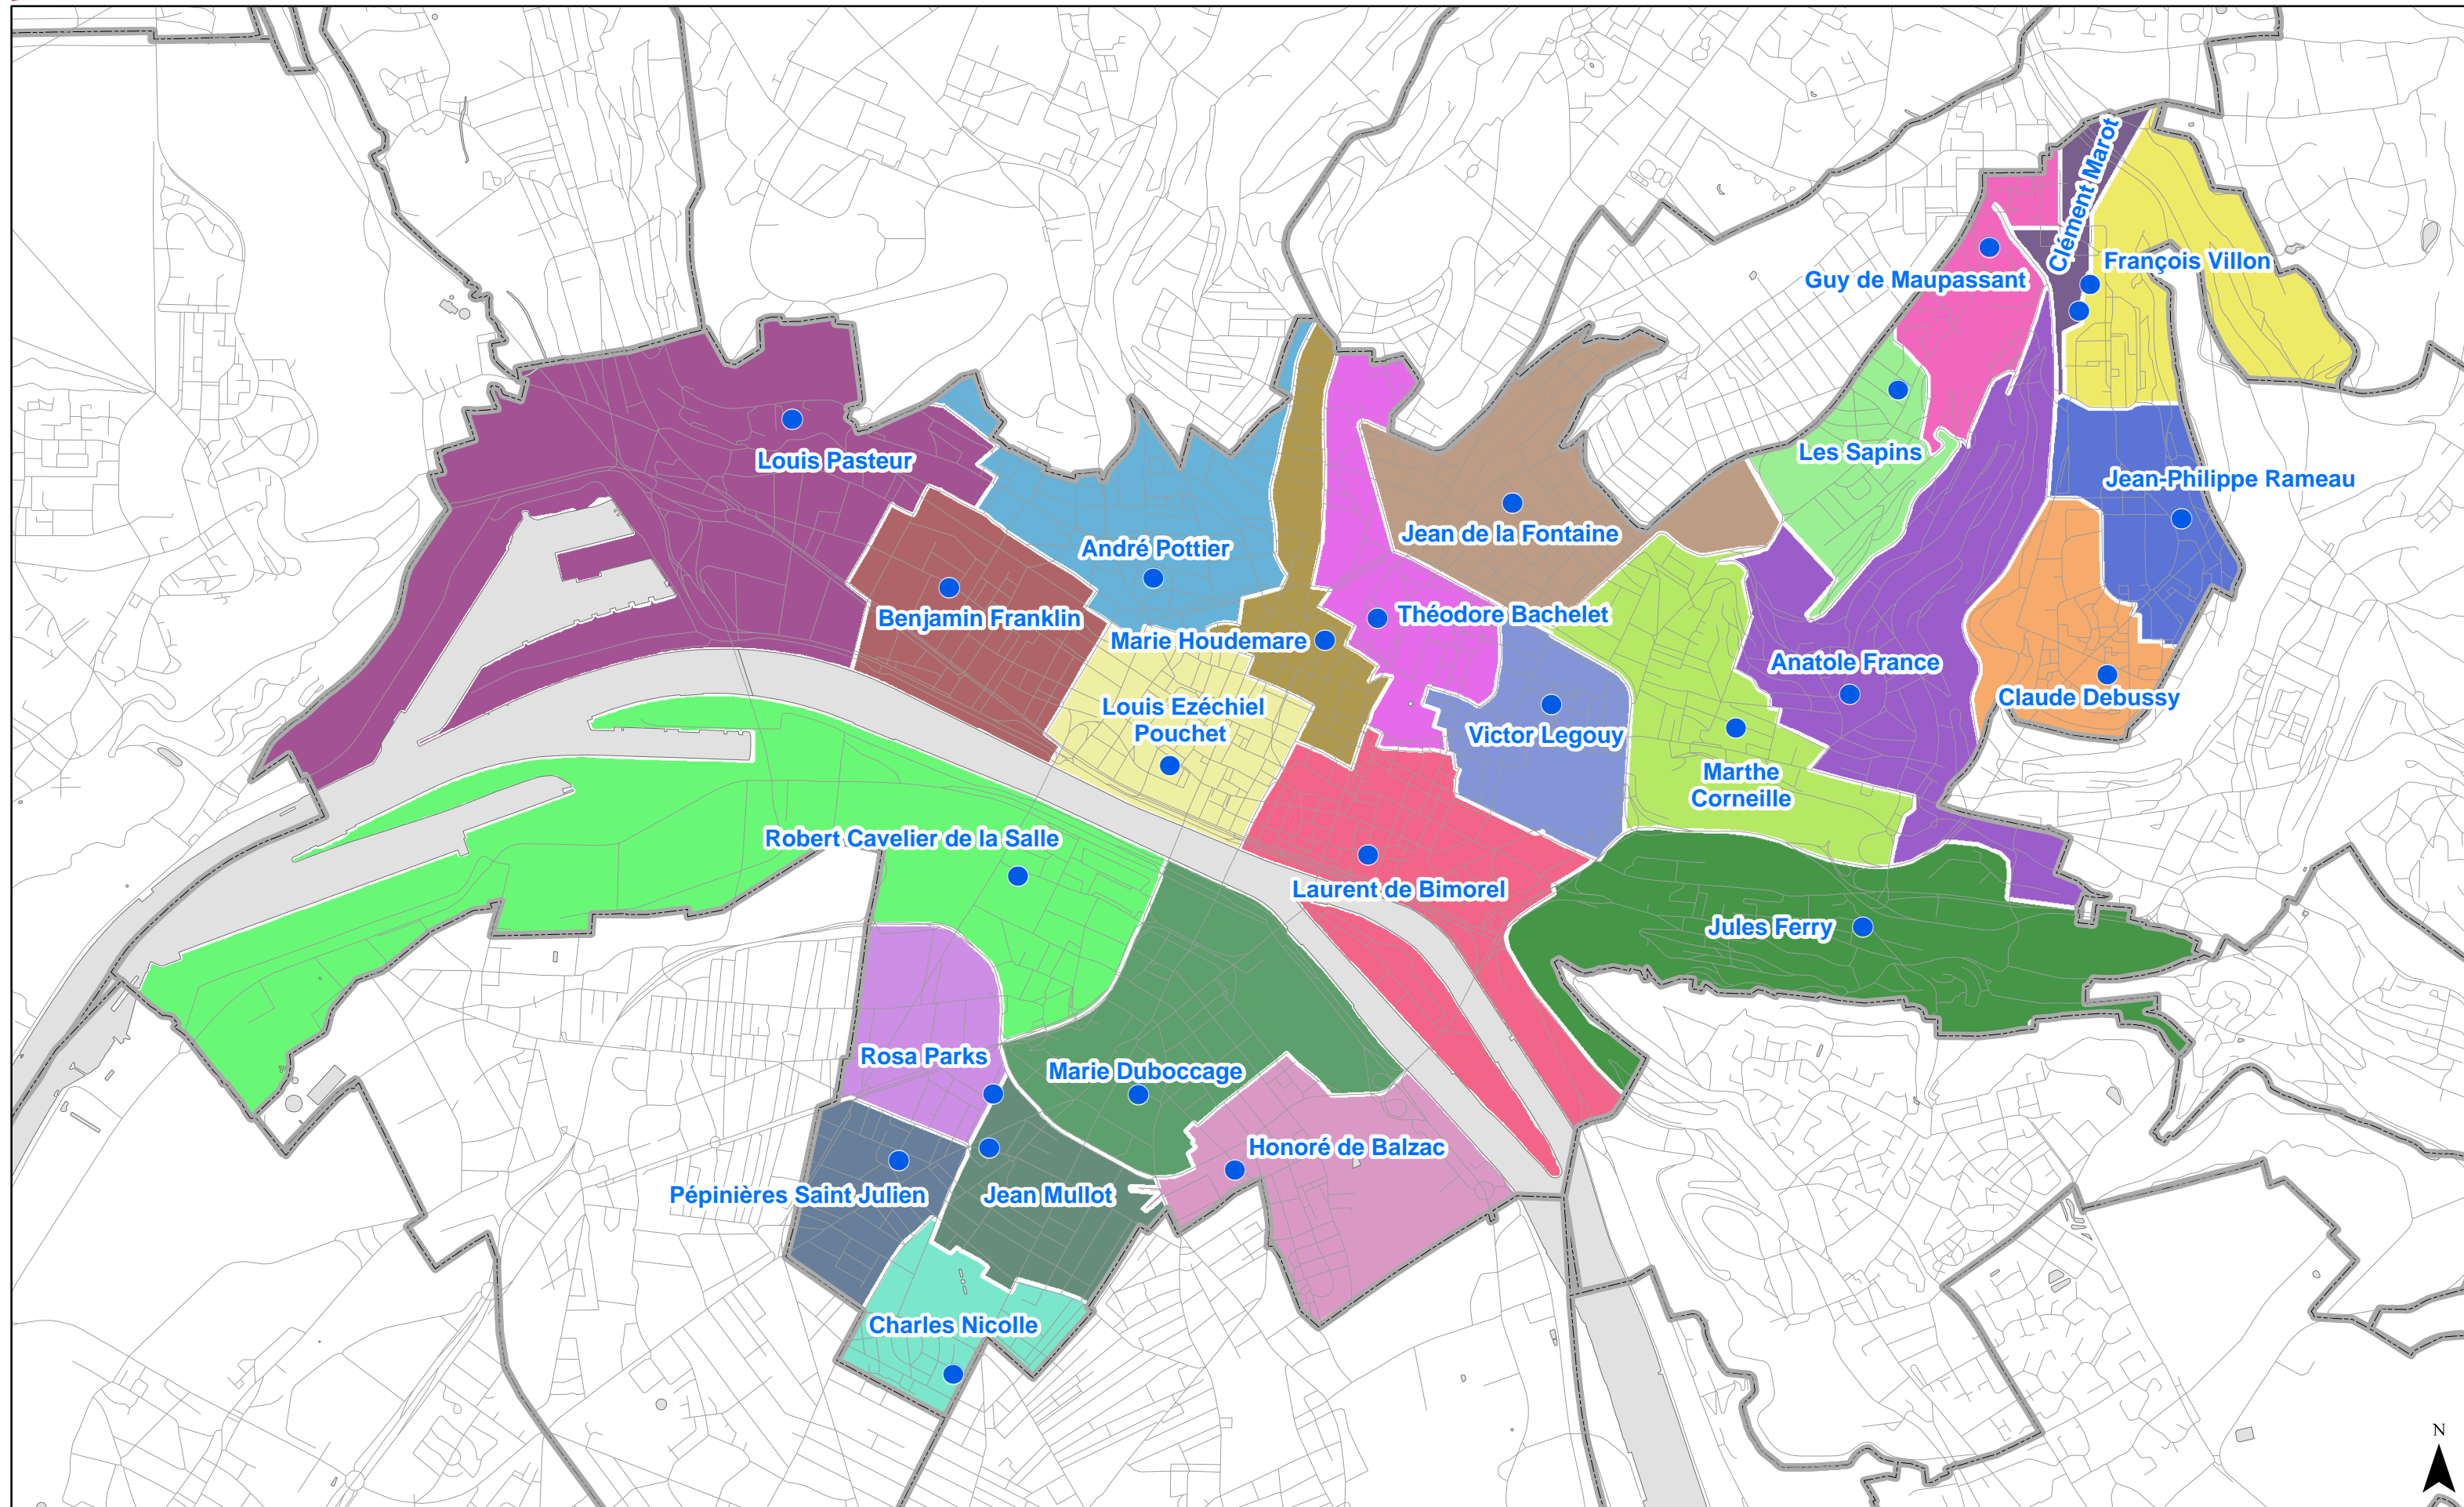 Clément Marot
François Villon
Guy de Maupassant
Les Sapins
Louis Pasteur
Jean-Philippe Rameau
Jean de la Fontaine
André Pottier
Benjamin Franklin
Théodore Bachelet
Marie Houdemare
Anatole France
Claude Debussy
Louis Ezéchiel
Pouchet
Victor Legouy
Marthe
Corneille
Robert Cavelier de la Salle
Laurent de Bimorel
Jules Ferry
Rosa Parks
Marie Duboccage
Honoré de Balzac
Pépinières Saint Julien
Jean Mullot
Charles Nicolle
N